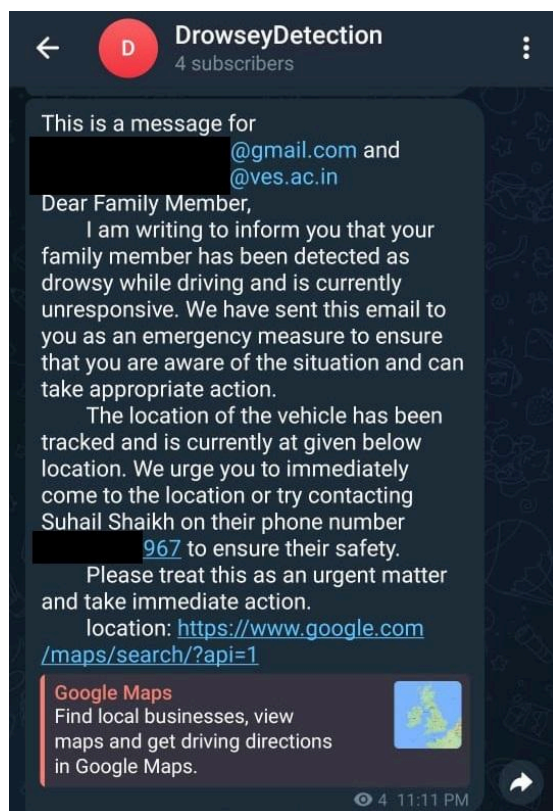 D
DrowseyDetection
4 subscribers
This is a message for
@gmail.com and
@ves.ac.in
Dear Family Member,
I am writing to inform you that your
family member has been detected as
drowsy while driving and is currently
unresponsive. We have sent this email to
you as an emergency measure to ensure
that you are aware of the situation and can
take appropriate action.
The location of the vehicle has been
tracked and is currently at given below
location. We urge you to immediately
come to the location or try contacting
Suhail Shaikh on their phone number
967 to ensure their safety.
Please treat this as an urgent matter
and take immediate action.
location: https://www.google.com
/maps/search/?api=1
Google Maps
Find local businesses, view
maps and get driving directions
in Google Maps.
4 11:11 PM